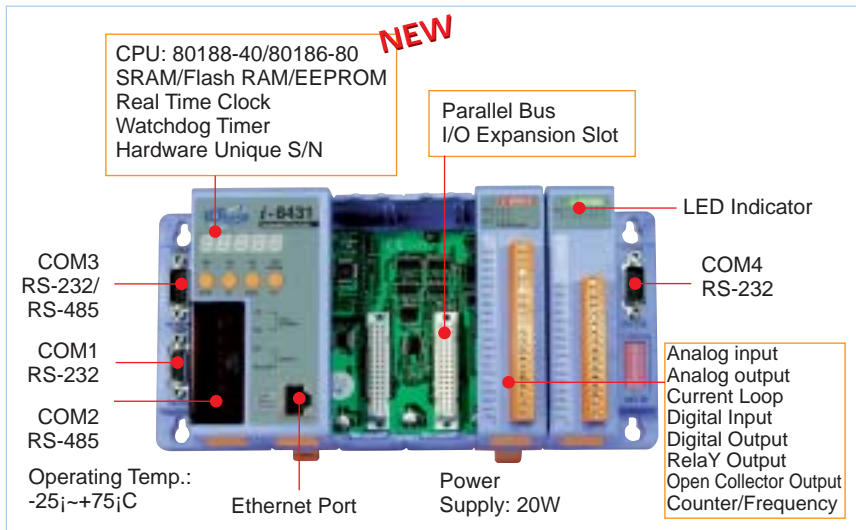 NEW
CPU: 80188-40/80186-80
SRAM/Flash RAM/EEPROM
Real Time Clock
Watchdog Timer
Hardware Unique S/N
Parallel Bus
I/O Expansion Slot
i-8431
LED Indicator
COM3
RS-232/
RS-485
COM4
RS-232
COM1
RS-232
COM2
RS-485
Analog input
Analog output
Current Loop
Digital Input
Digital Output
RelaY Output
Open Collector Output
Counter/Frequency
Operating Temp.:
-25¡~+75¡C
Ethernet Port
Power
Supply: 20W